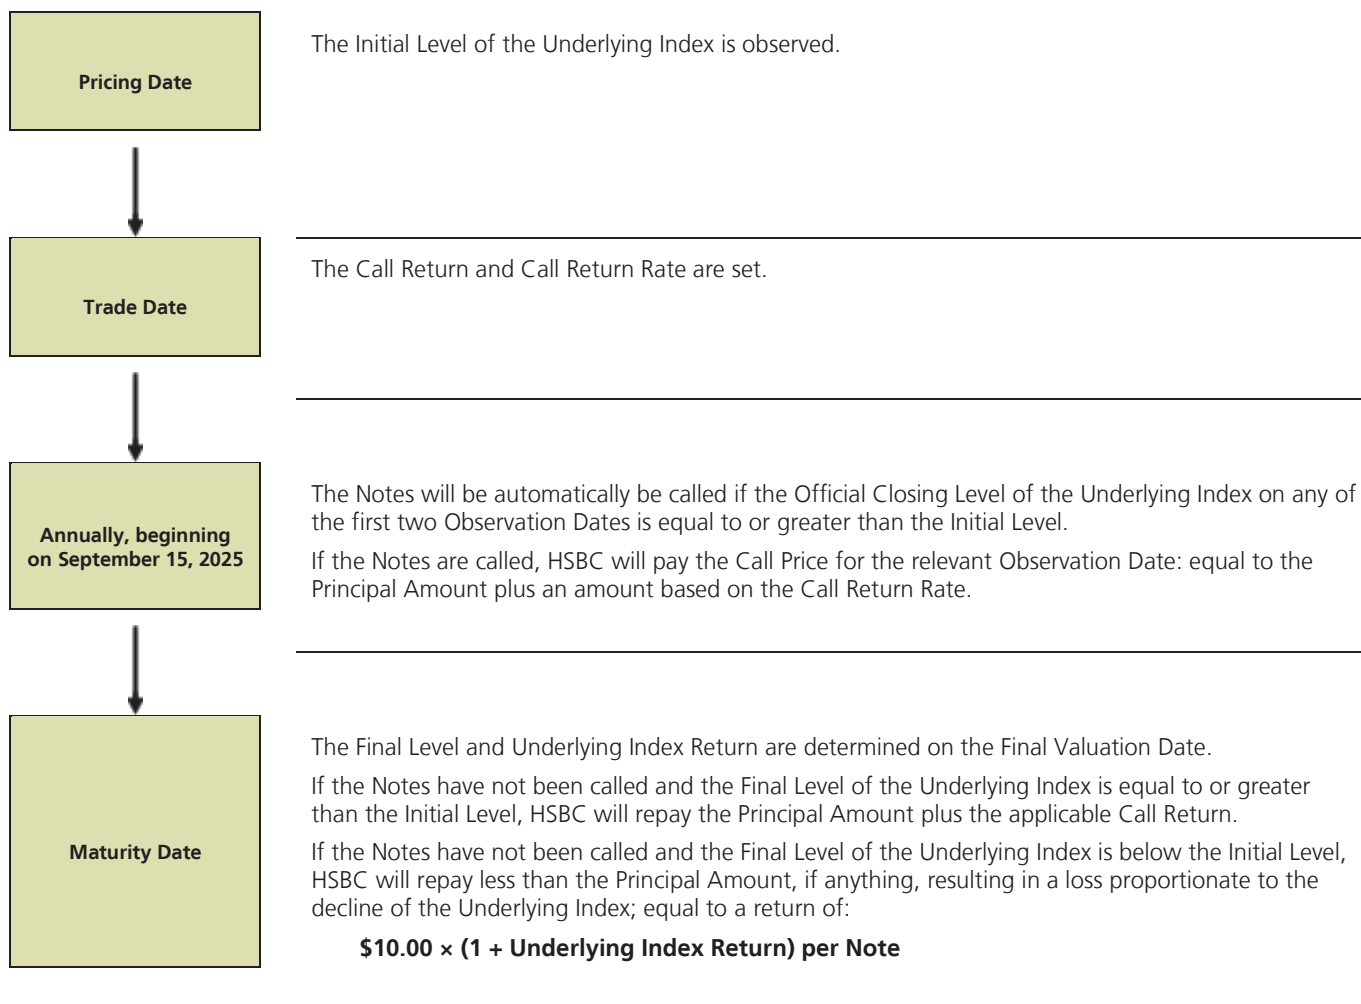 Pricing Date
The Initial Level of the Underlying Index is observed.
Trade Date
The Call Return and Call Return Rate are set.
Annually, beginning
on September 15, 2025
The Notes will be automatically be called if the Official Closing Level of the Underlying Index on any of
the first two Observation Dates is equal to or greater than the Initial Level.
If the Notes are called, HSBC will pay the Call Price for the relevant Observation Date: equal to the
Principal Amount plus an amount based on the Call Return Rate.
Maturity Date
The Final Level and Underlying Index Return are determined on the Final Valuation Date.
If the Notes have not been called and the Final Level of the Underlying Index is equal to or greater
than the Initial Level, HSBC will repay the Principal Amount plus the applicable Call Return.
If the Notes have not been called and the Final Level of the Underlying Index is below the Initial Level,
HSBC will repay less than the Principal Amount, if anything, resulting in a loss proportionate to the
decline of the Underlying Index; equal to a return of:
$10.00 × (1 + Underlying Index Return) per Note